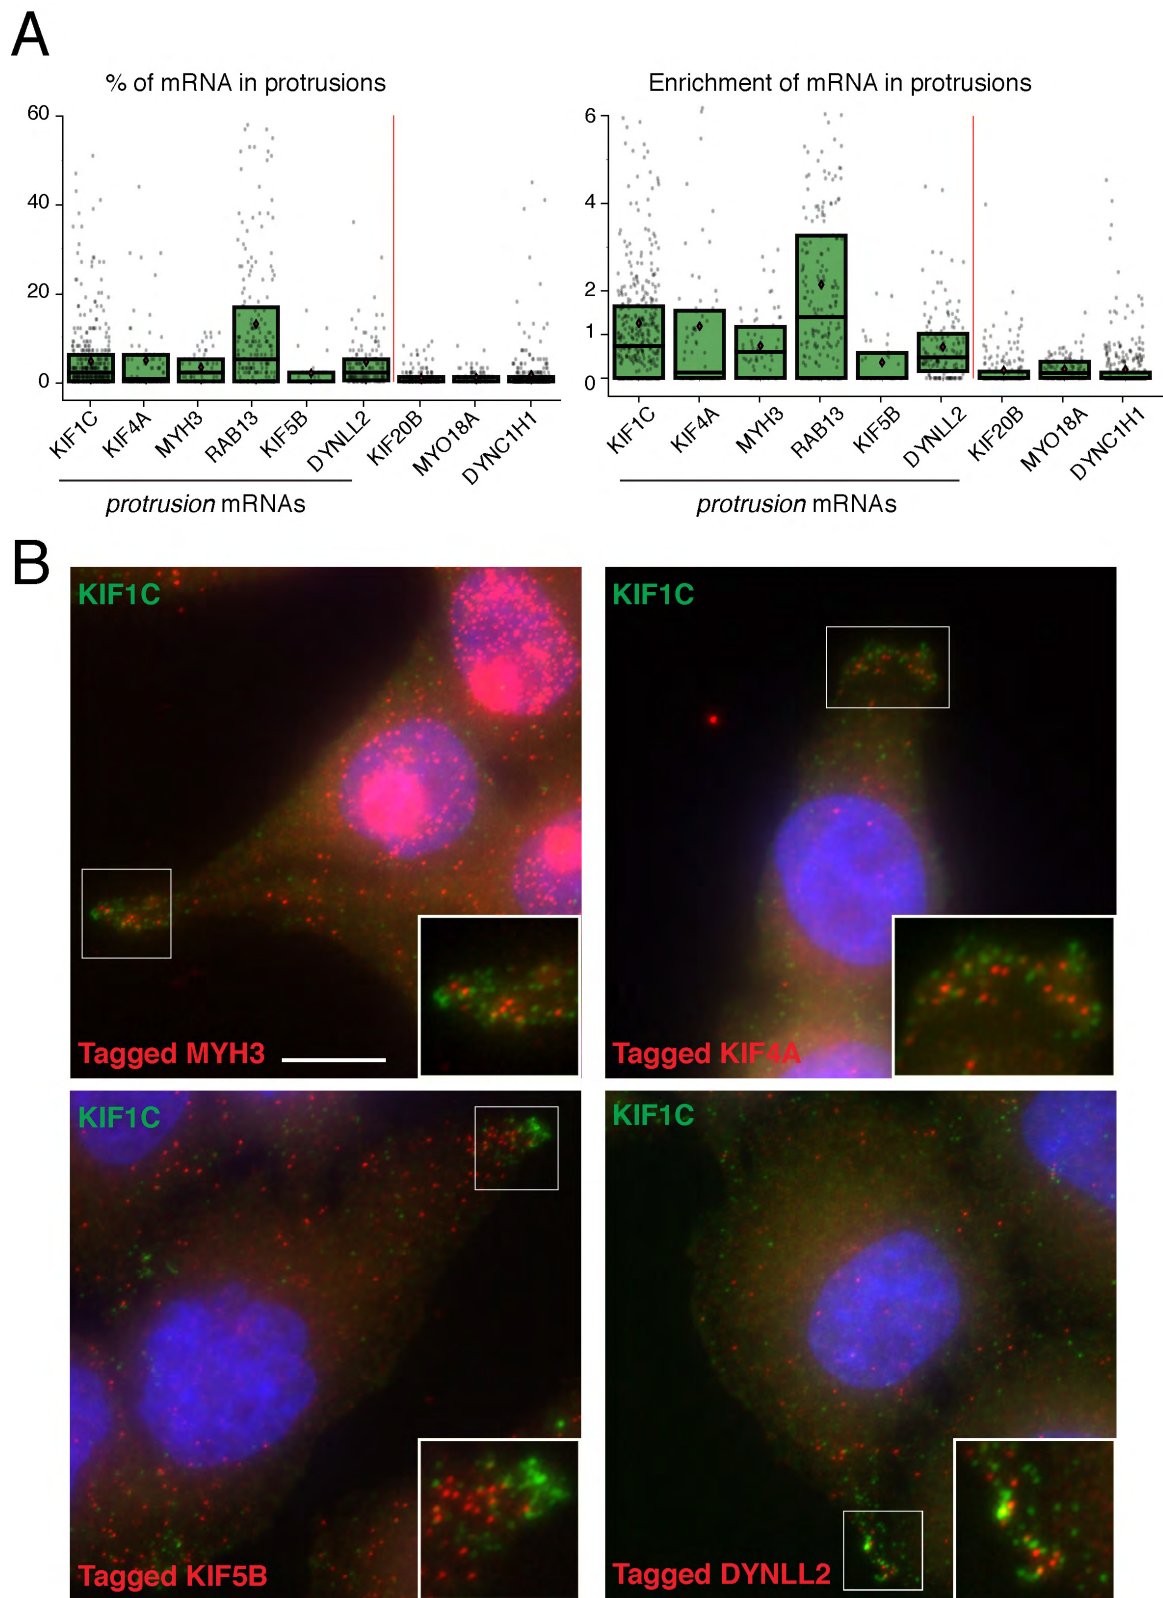 A
% of mRNA in protrusions
60
40
20
0
KIF1C
KIF4A
MYH3
RAB13
KIF5B
DYNLL2
KIF20B
MYO18A
DYNC1H1
protrusion mRNAs
Enrichment of mRNA in protrusions
6
4
2
1
0
KIF1C
KIF4A
MYH3
RAB13
KIF5B
DYNLL2
KIF20B
MYO18A
DYNC1H1
protrusion mRNAs
B
KIF1C
Tagged MYH3
KIF1C
Tagged KIF4A
KIF1C
Tagged KIF5B
KIF1C
Tagged DYNLL2